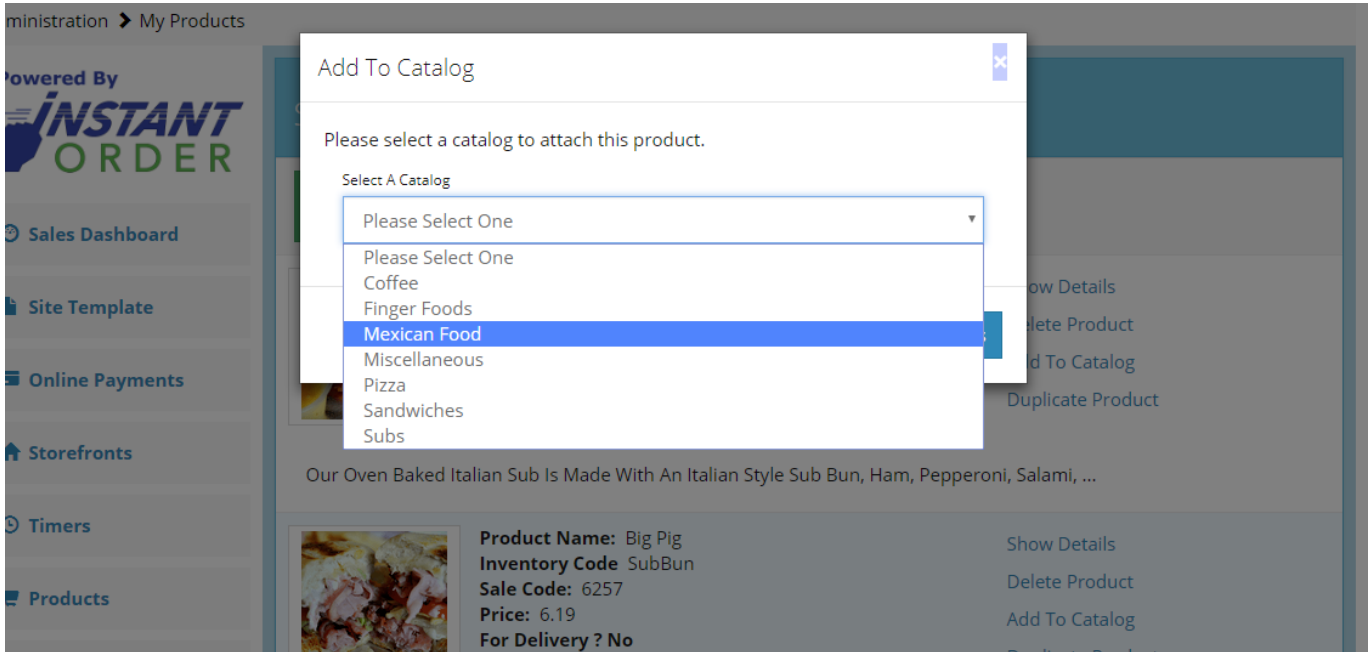 ministration > My Products
Powered By
INSTANT
ORDER
Sales Dashboard
Site Template
Online Payments
Storefronts
Timers
Products
Add To Catalog
×
Please select a catalog to attach this product.
Select A Catalog
Please Select One
Please Select One
Coffee
Finger Foods
Mexican Food
Miscellaneous
Pizza
Sandwiches
Subs
ow Details
elete Product
d To Catalog
Duplicate Product
Our Oven Baked Italian Sub Is Made With An Italian Style Sub Bun, Ham, Pepperoni, Salami, ...
Product Name: Big Pig
Inventory Code SubBun
Sale Code: 6257
Price: 6.19
For Delivery ? No
Show Details
Delete Product
Add To Catalog
Duplicate Product